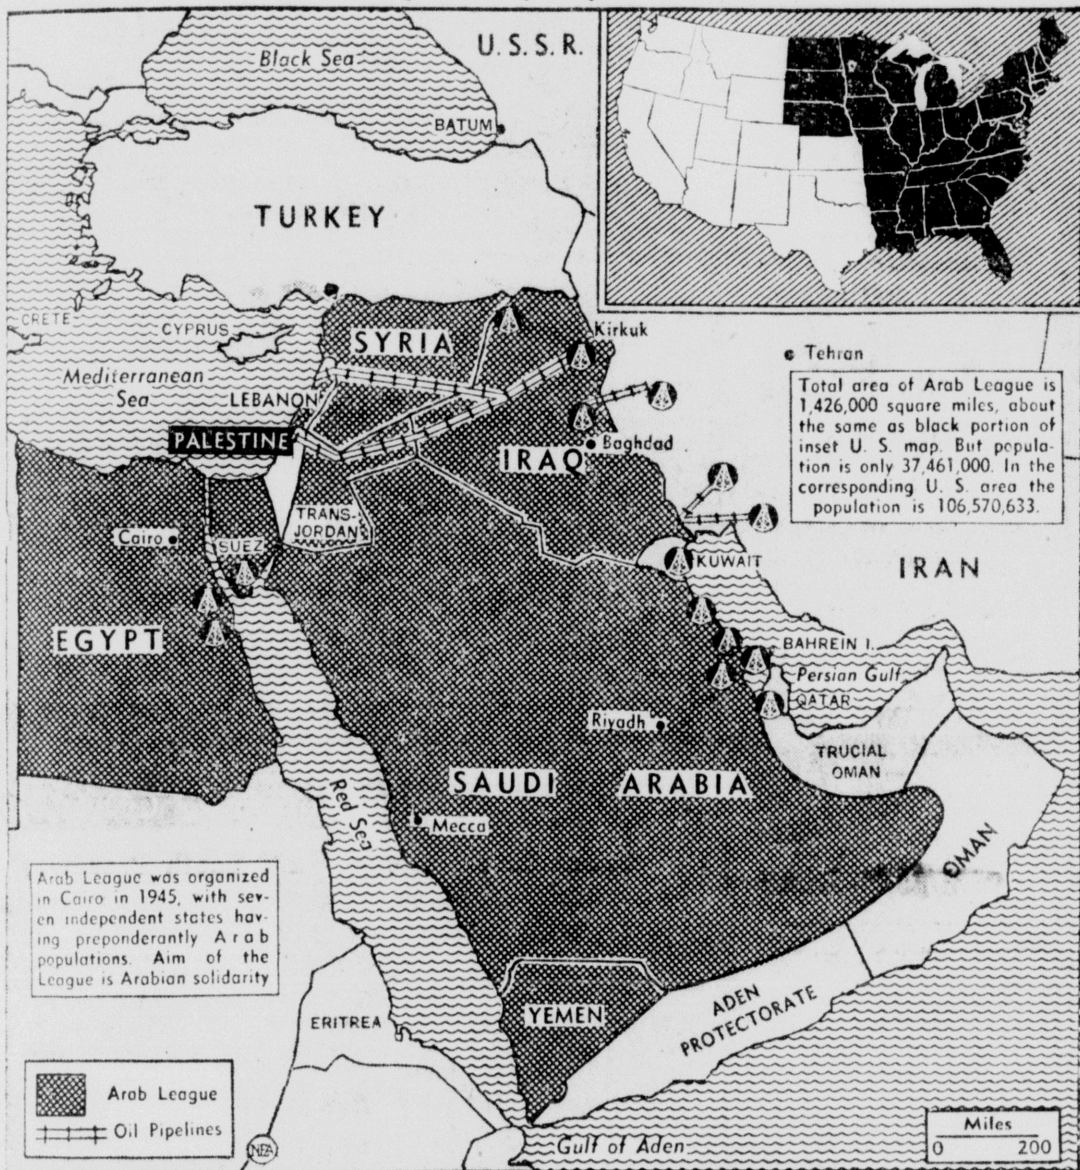 Black Sea
U.S.S.R.
BATUM
TURKEY
CRETE
CYPRUS
SYRIA
Kirkuk
Tehran
Mediterranean
Sea
LEBANON
PALESTINE
IRAQ
Baghdad
Total area of Arab League is
1,426,000 square miles, about
the same as black portion of
inset U. S. map. But popula-
tion is only 37,461,000. In the
corresponding U. S. area the
population is 106,570,633.
TRANS-
JORDAN
Cairo
SUEZ
KUWAIT
IRAN
EGYPT
BAHREIN I.
Persian Gulf
QATAR
Riyadh
TRUCIAL
OMAN
SAUDI ARABIA
Red Sea
Mecca
OMAN
Arab League was organized
in Cairo in 1945, with sev-
en independent states hav-
ing preponderantly Arab
populations. Aim of the
League is Arabian solidarity
YEMEN
ADEN
PROTECTORATE
ERITREA
Arab League
Oil Pipelines
NEA
Gulf of Aden
Miles
0 200